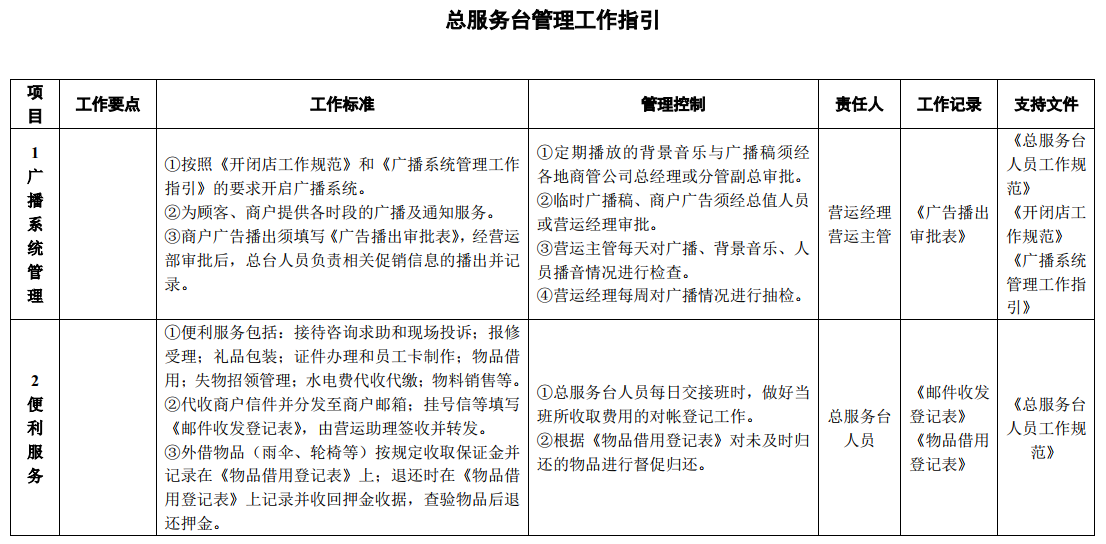 总服务台管理工作指引
项
目
工作要点
工作标准
管理控制
责任人
工作记录
支持文件
1
广
播
系
统
管
理
①按照《开闭店工作规范》和《广播系统管理工作
指引》的要求开启广播系统。
②为顾客、商户提供各时段的广播及通知服务。
③商户广告播出须填写《广告播出审批表》，经营运
部审批后，总台人员负责相关促销信息的播出并记
录。
①定期播放的背景音乐与广播稿须经
各地商管公司总经理或分管副总审批。
②临时广播稿、商户广告须经总值人员
或营运经理审批。
③营运主管每天对广播、背景音乐、人
员播音情况进行检查。
④营运经理每周对广播情况进行抽检。
营运经理
营运主管
《广告播出
审批表》
《总服务台
人员工作规
范》
《开闭店工
作规范》
《广播系统
管理工作指
引》
2
便
利
服
务
①便利服务包括：接待咨询求助和现场投诉；报修
受理；礼品包装；证件办理和员工卡制作；物品借
用；失物招领管理；水电费代收代缴；物料销售等。
②代收商户信件并分发至商户邮箱；挂号信等填写
《邮件收发登记表》，由营运助理签收并转发。
③外借物品（雨伞、轮椅等）按规定收取保证金并
记录在《物品借用登记表》上；退还时在《物品借
用登记表》上记录并收回押金收据，查验物品后退
还押金。
①总服务台人员每日交接班时，做好当
班所收取费用的对帐登记工作。
②根据《物品借用登记表》对未及时归
还的物品进行督促归还。
总服务台
人员
《邮件收发
登记表》
《物品借用
登记表》
《总服务台
人员工作规
范》